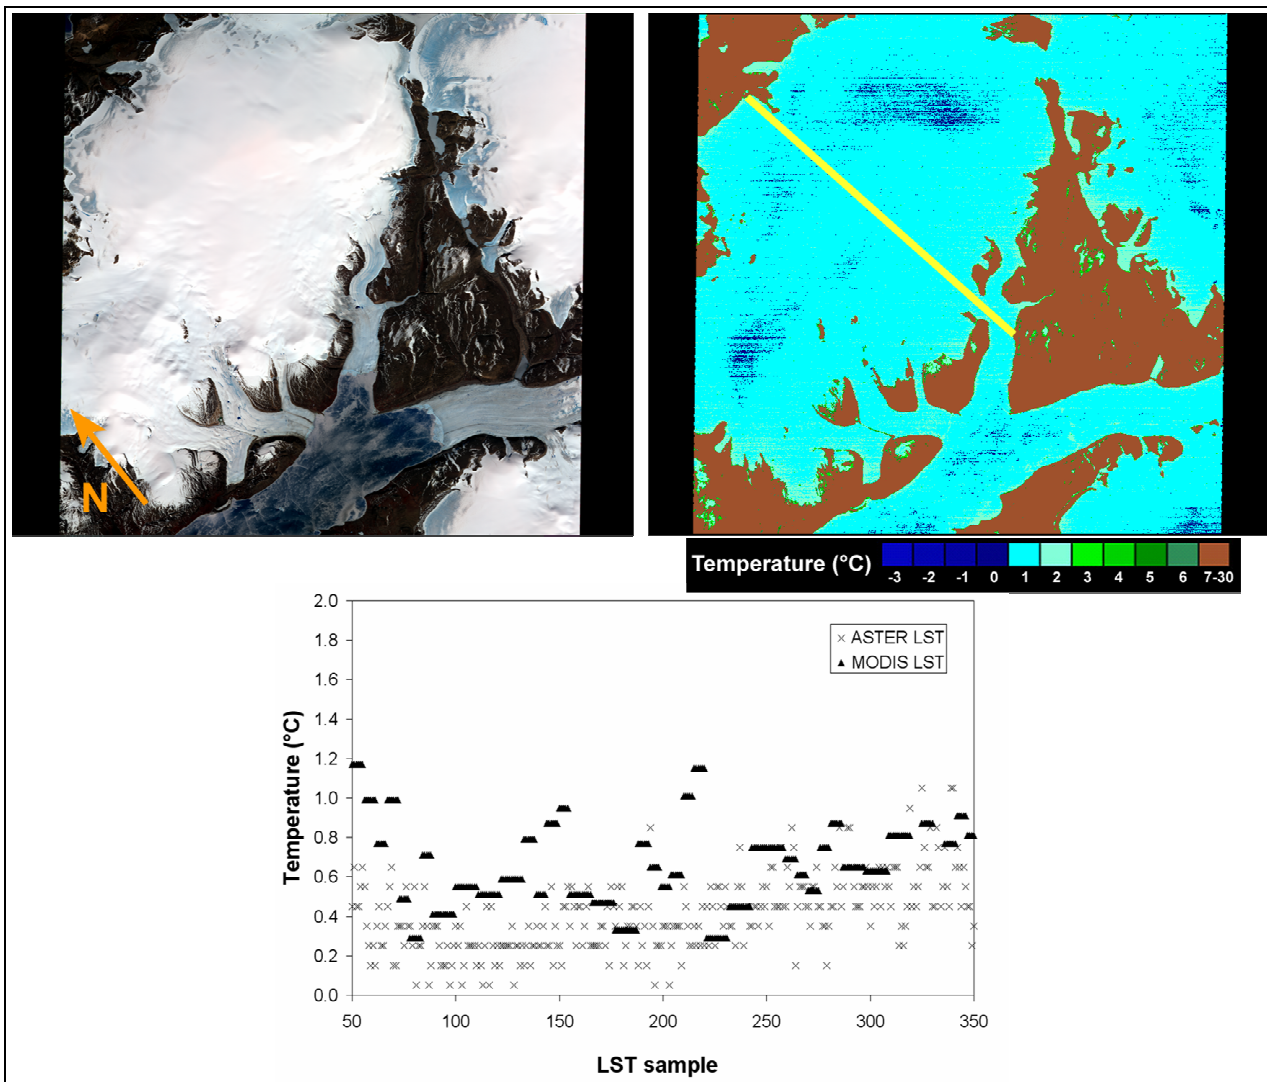 N
Temperature (°C)
-3 -2 -1 0 1 2 3 4 5 6 7-30
2.0
1.8
1.6
1.4
1.2
1.0
0.8
0.6
0.4
0.2
0.0
Temperature (°C)
× ASTER LST
▲ MODIS LST
50 100 150 200 250 300 350
LST sample